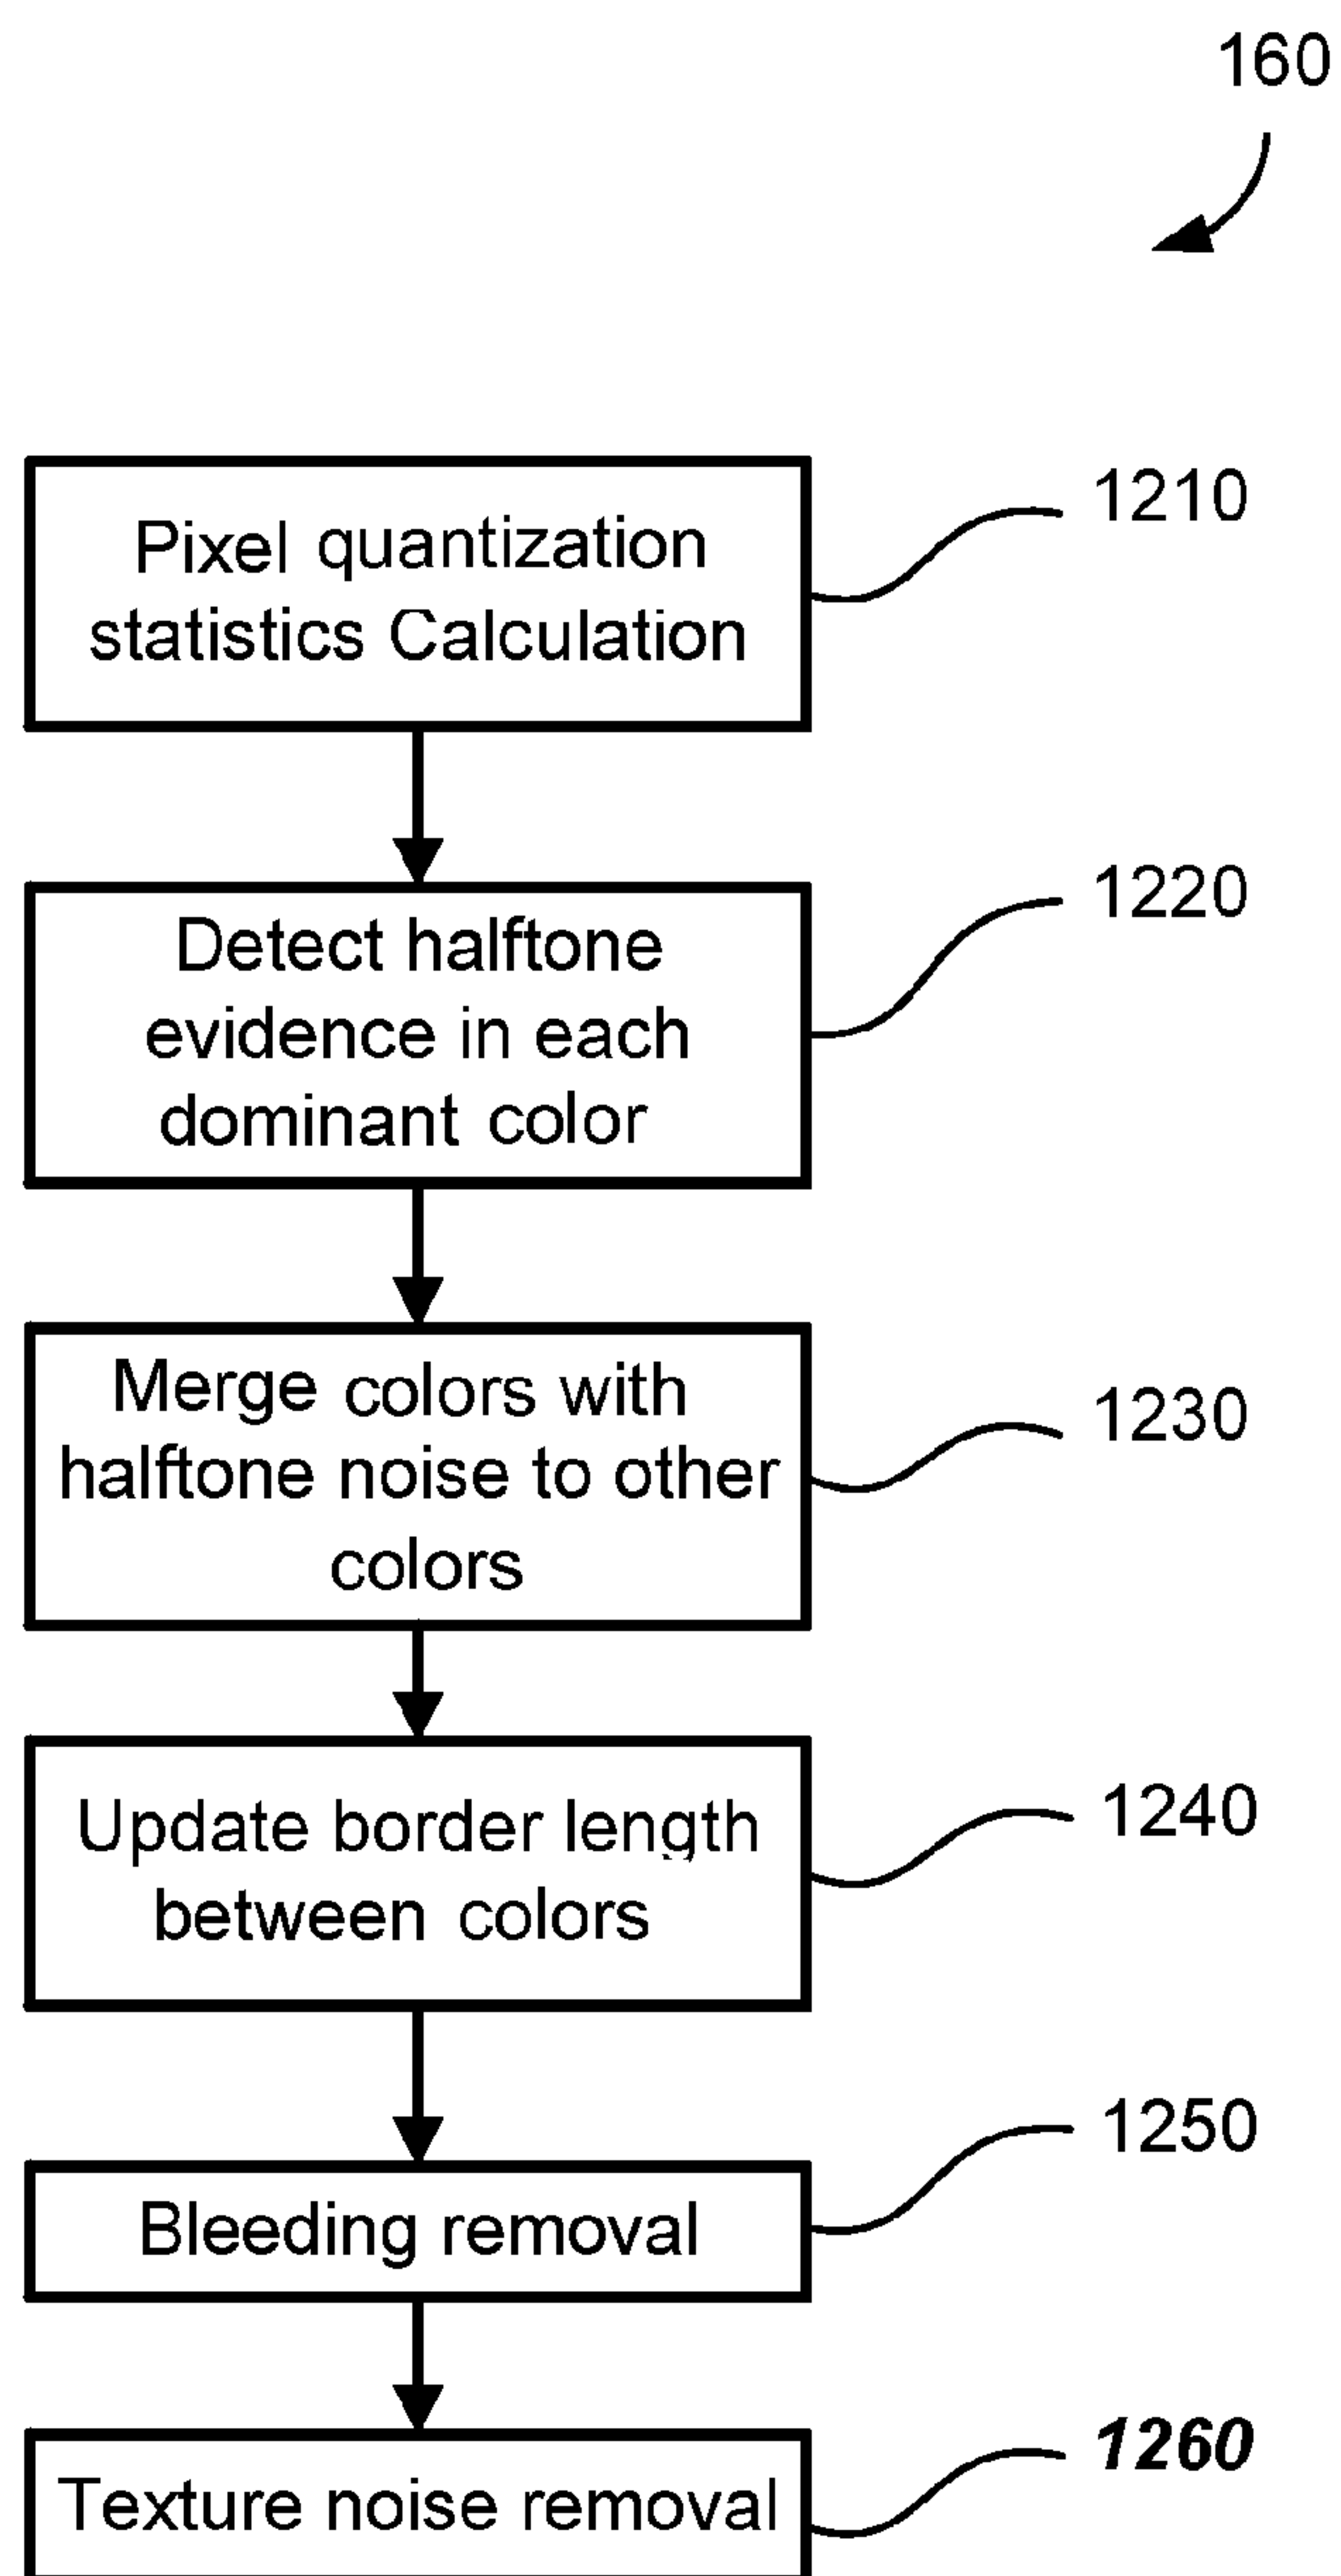 160
Pixel quantization
statistics Calculation
1210
Detect halftone
evidence in each
dominant color
1220
Merge colors with
halftone noise to other
colors
1230
Update border length
between colors
1240
Bleeding removal
1250
Texture noise removal
1260